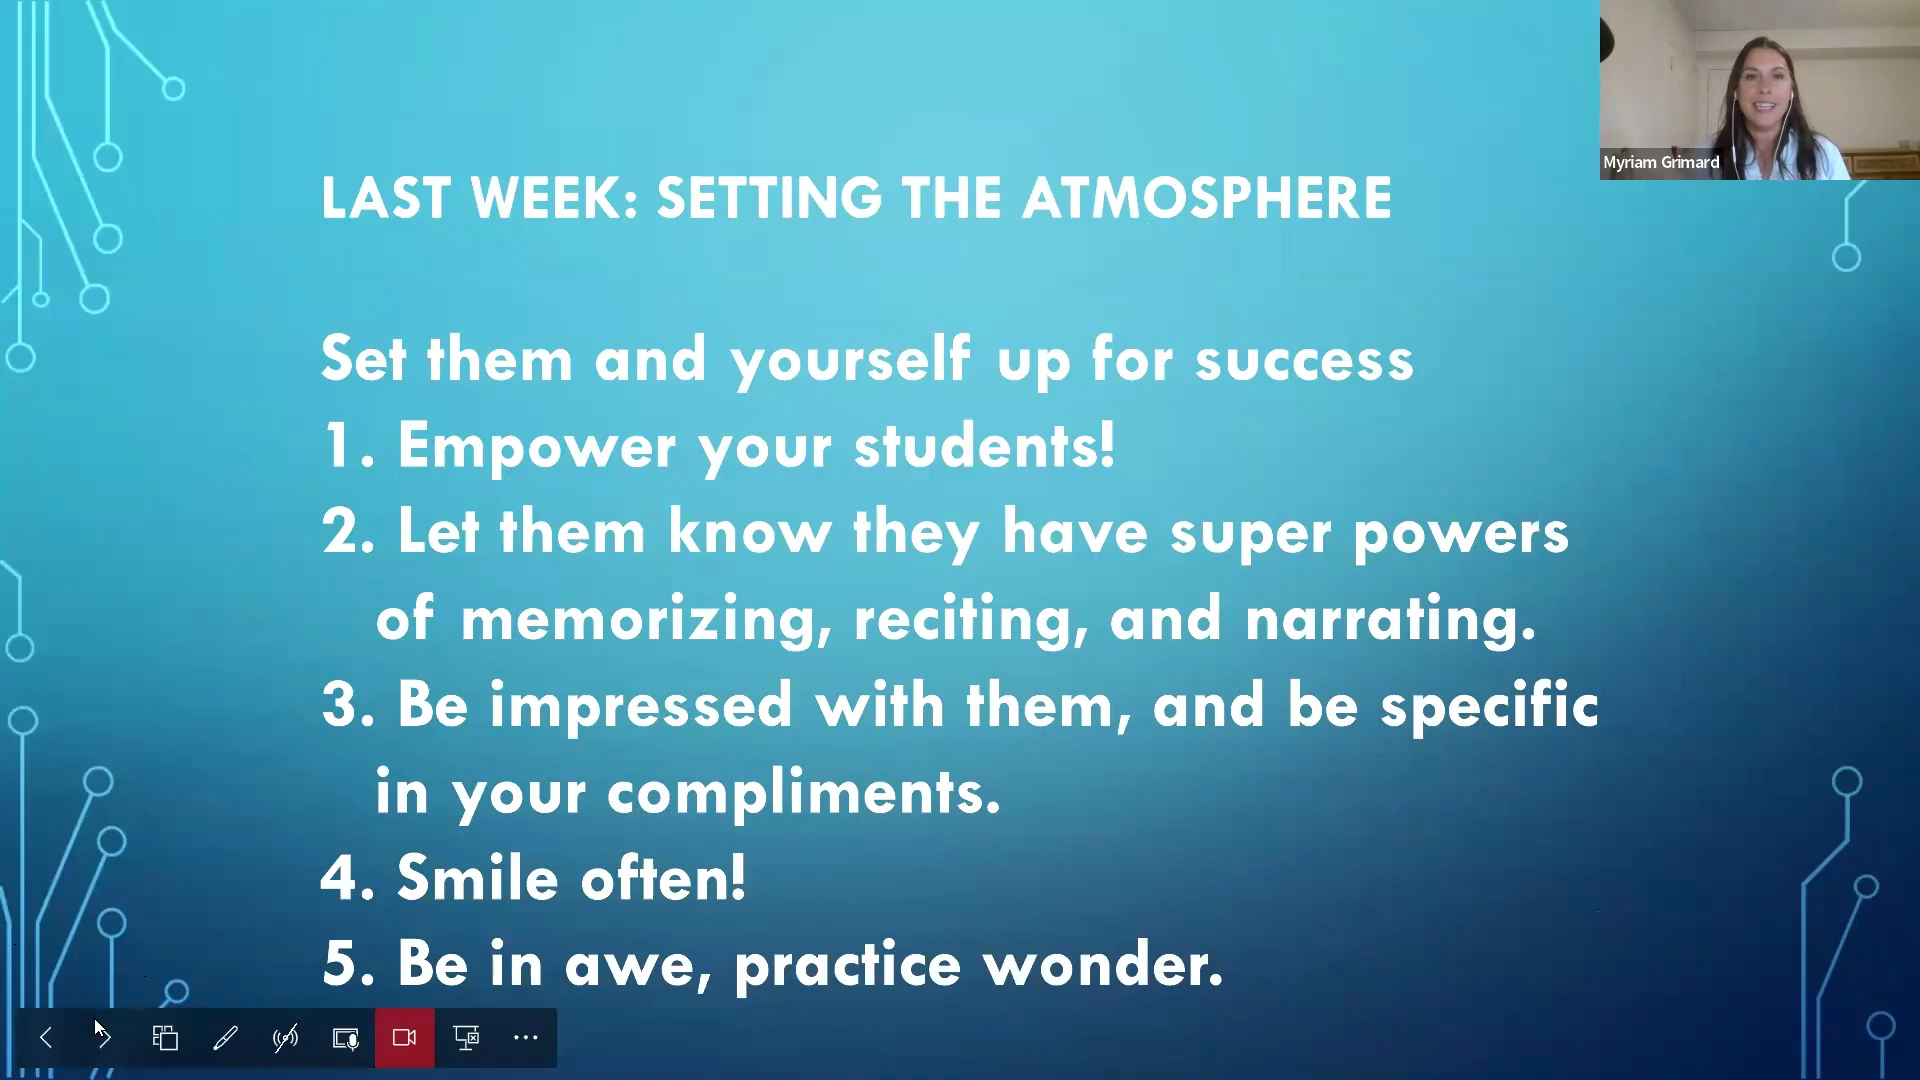 Myriam Grimard
LAST WEEK: SETTING THE ATMOSPHERE
Set them and yourself up for success
1. Empower your students!
2. Let them know they have super powers
of memorizing, reciting, and narrating.
3. Be impressed with them, and be specific
in your compliments.
4. Smile often!
5. Be in awe, practice wonder.